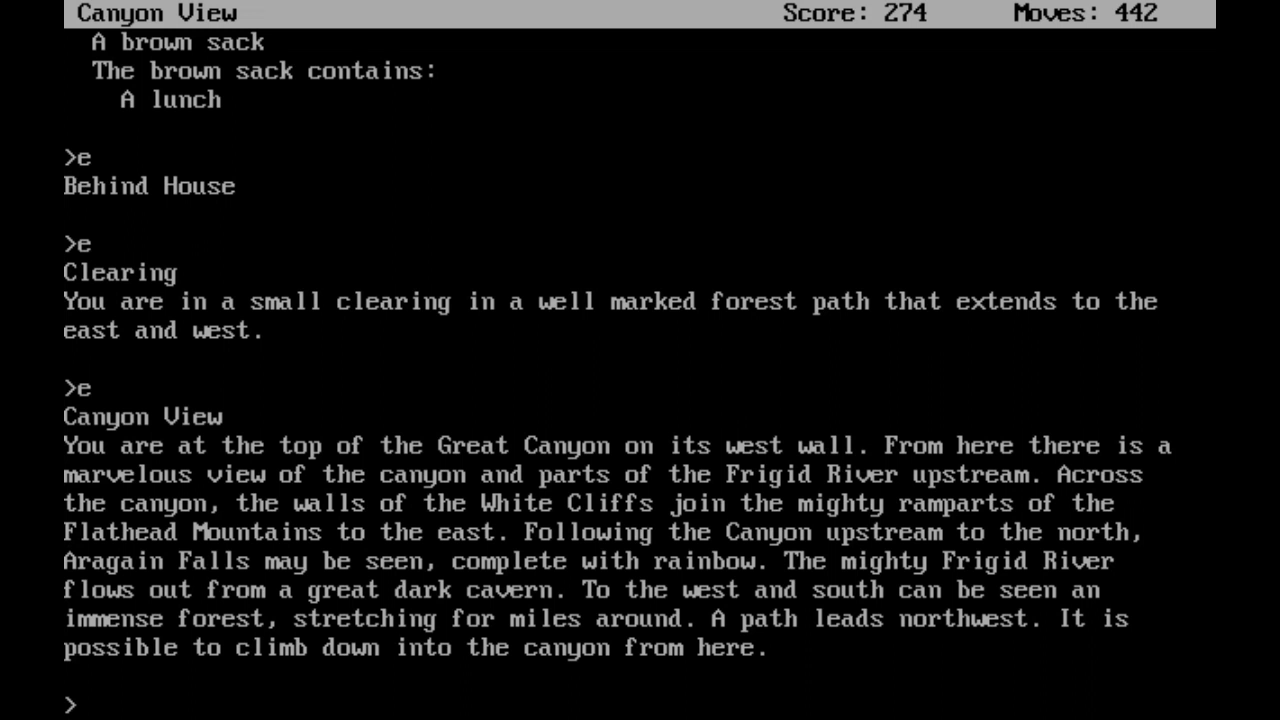 Canyon View Score: 274 Moves: 442
A brown sack
The brown sack contains:
A lunch
>e
Behind House
>e
Clearing
You are in a small clearing in a well marked forest path that extends to the
east and west.
>e
Canyon View
You are at the top of the Great Canyon on its west wall. From here there is a
marvelous view of the canyon and parts of the Frigid River upstream. Across
the canyon, the walls of the White Cliffs join the mighty ramparts of the
Flathead Mountains to the east. Following the Canyon upstream to the north,
Aragain Falls may be seen, complete with rainbow. The mighty Frigid River
flows out from a great dark cavern. To the west and south can be seen an
immense forest, stretching for miles around. A path leads northwest. It is
possible to climb down into the canyon from here.
>